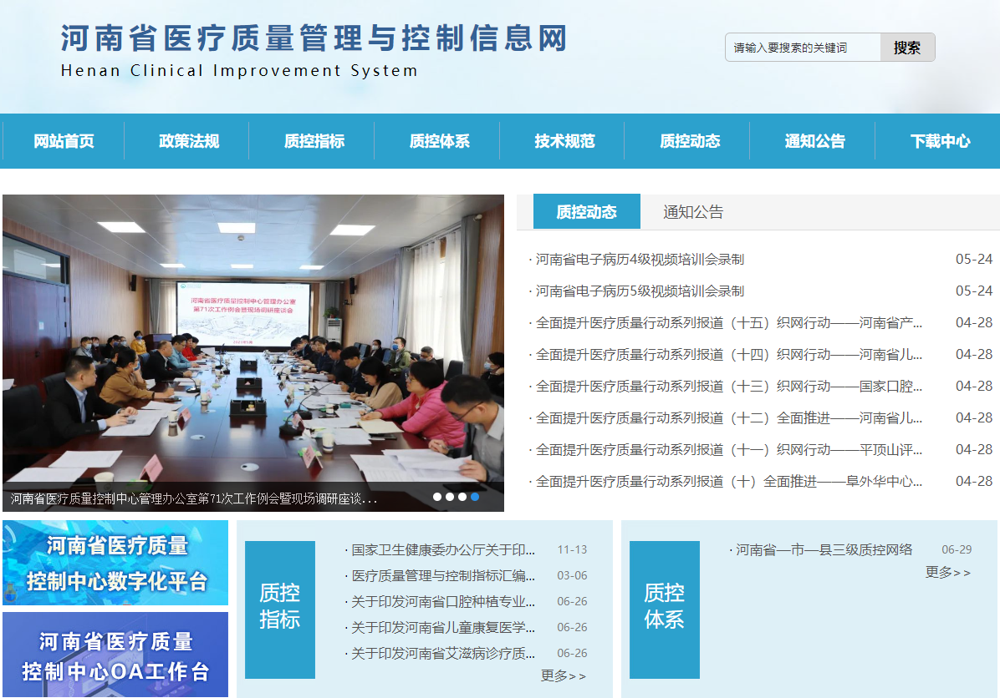 河南省医疗质量管理与控制信息网
Henan Clinical Improvement System
请输入要搜索的关键词
搜索
网站首页
政策法规
质控指标
质控体系
技术规范
质控动态
通知公告
下载中心
河南省医疗质量控制中心管理办公室
第71次工作例会暨现场调研座谈会
河南省医疗质量控制中心管理办公室第71次工作例会暨现场调研座谈...
质控动态
通知公告
· 河南省电子病历4级视频培训会录制 05-24
· 河南省电子病历5级视频培训会录制 05-24
· 全面提升医疗质量行动系列报道（十五）织网行动——河南省产... 04-28
· 全面提升医疗质量行动系列报道（十四）织网行动——河南省儿... 04-28
· 全面提升医疗质量行动系列报道（十三）织网行动——国家口腔... 04-28
· 全面提升医疗质量行动系列报道（十二）全面推进——河南省儿... 04-28
· 全面提升医疗质量行动系列报道（十一）织网行动——平顶山评... 04-28
· 全面提升医疗质量行动系列报道（十）全面推进——阜外华中心... 04-28
河南省医疗质量
控制中心数字化平台
河南省医疗质量
控制中心OA工作台
质控
指标
· 国家卫生健康委办公厅关于印... 11-13
· 医疗质量管理与控制指标汇编... 03-06
· 关于印发河南省口腔种植专业... 06-26
· 关于印发河南省儿童康复医学... 06-26
· 关于印发河南省艾滋病诊疗质... 06-26
更多>>
质控
体系
· 河南省—市—县三级质控网络 06-29
更多>>